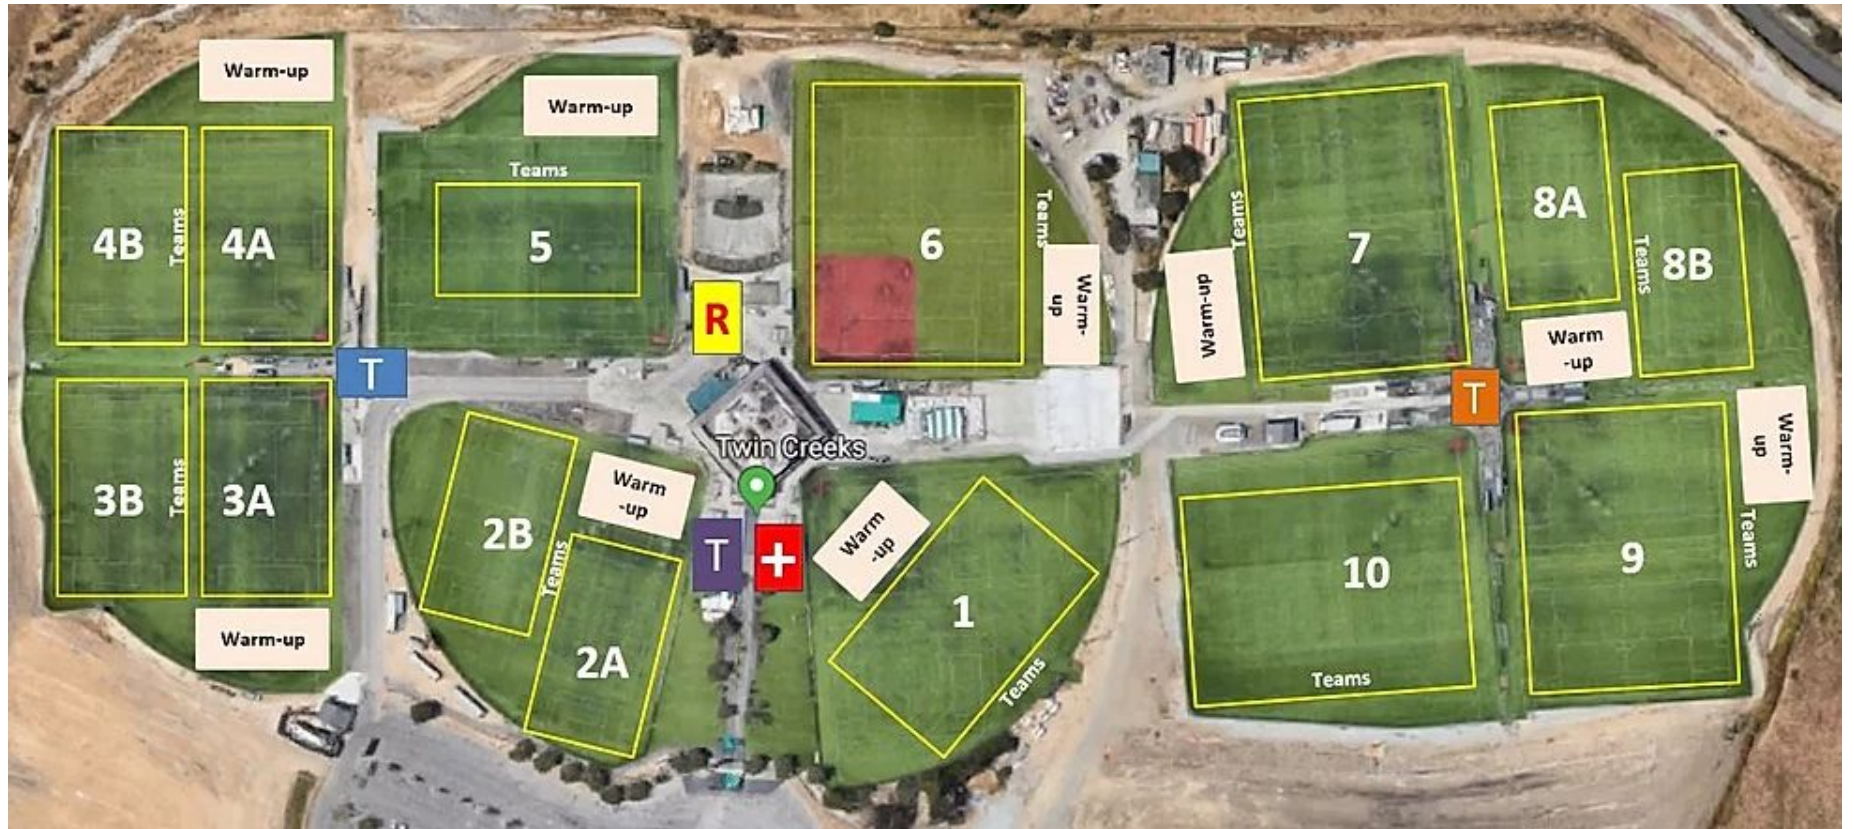 Warm-up
Warm-up
Teams
4B
Teams
4A
5
6
Teams
Warm-
up
Teams
Warm-up
7
8A
Teams
8B
Warm
-up
R
T
T
Warm-
up
3B
Teams
3A
Warm-up
2B
Teams
2A
Warm
-up
Twin Creeks
T
+
Warm
-up
1
Teams
10
Teams
9
Teams